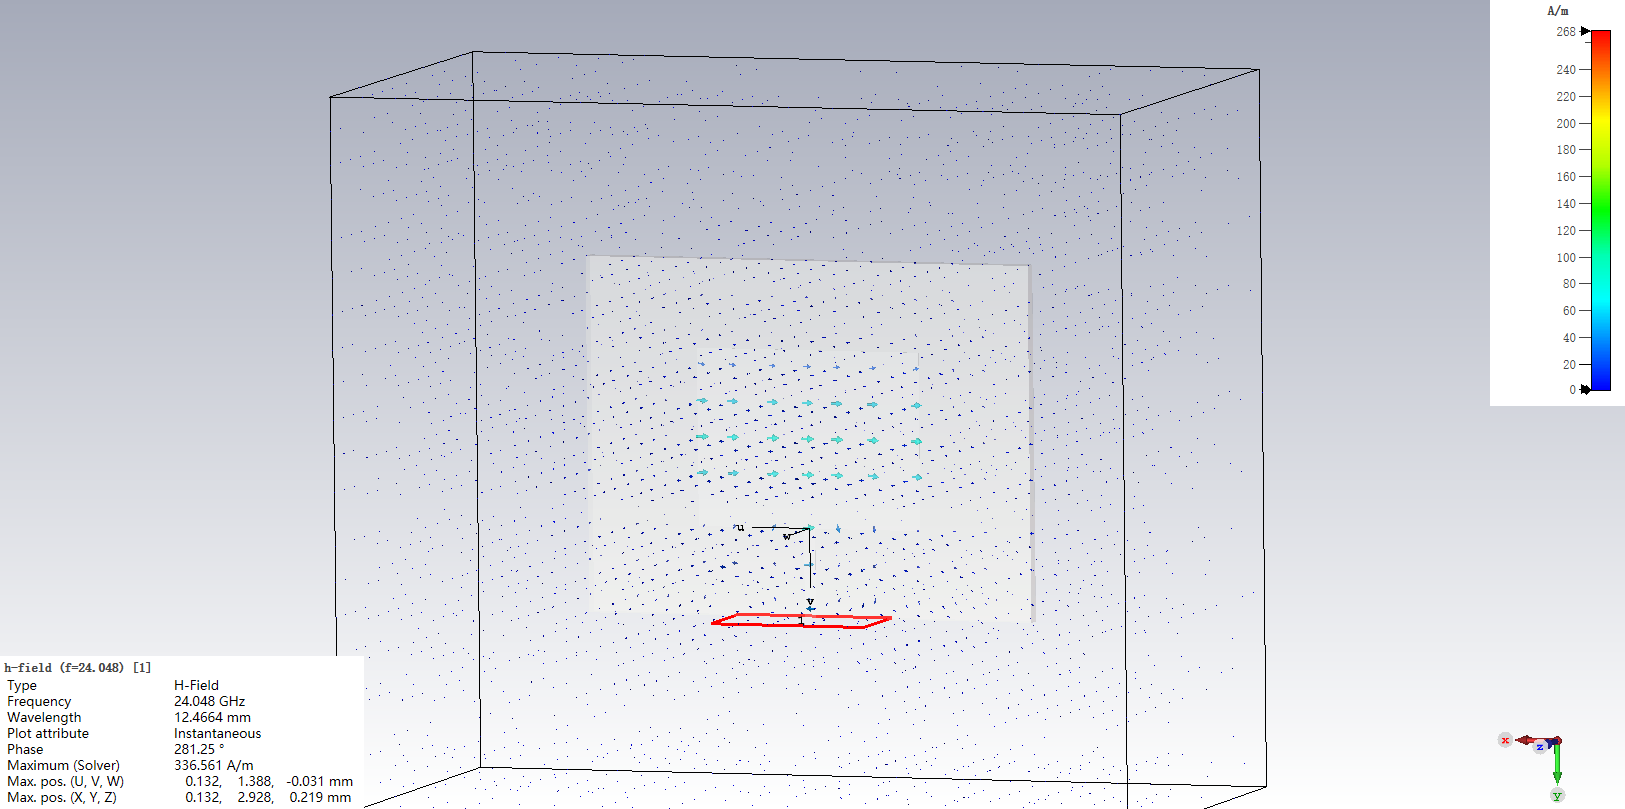 A/m
268
240
220
200
180
160
140
120
100
80
60
40
20
0
u
w
v
1
h-field (f=24.048) [1]
Type H-Field
Frequency 24.048 GHz
Wavelength 12.4664 mm
Plot attribute Instantaneous
Phase 281.25 °
Maximum (Solver) 336.561 A/m
Max. pos. (U, V, W) 0.132, 1.388, -0.031 mm
Max. pos. (X, Y, Z) 0.132, 2.928, 0.219 mm
x
z
y